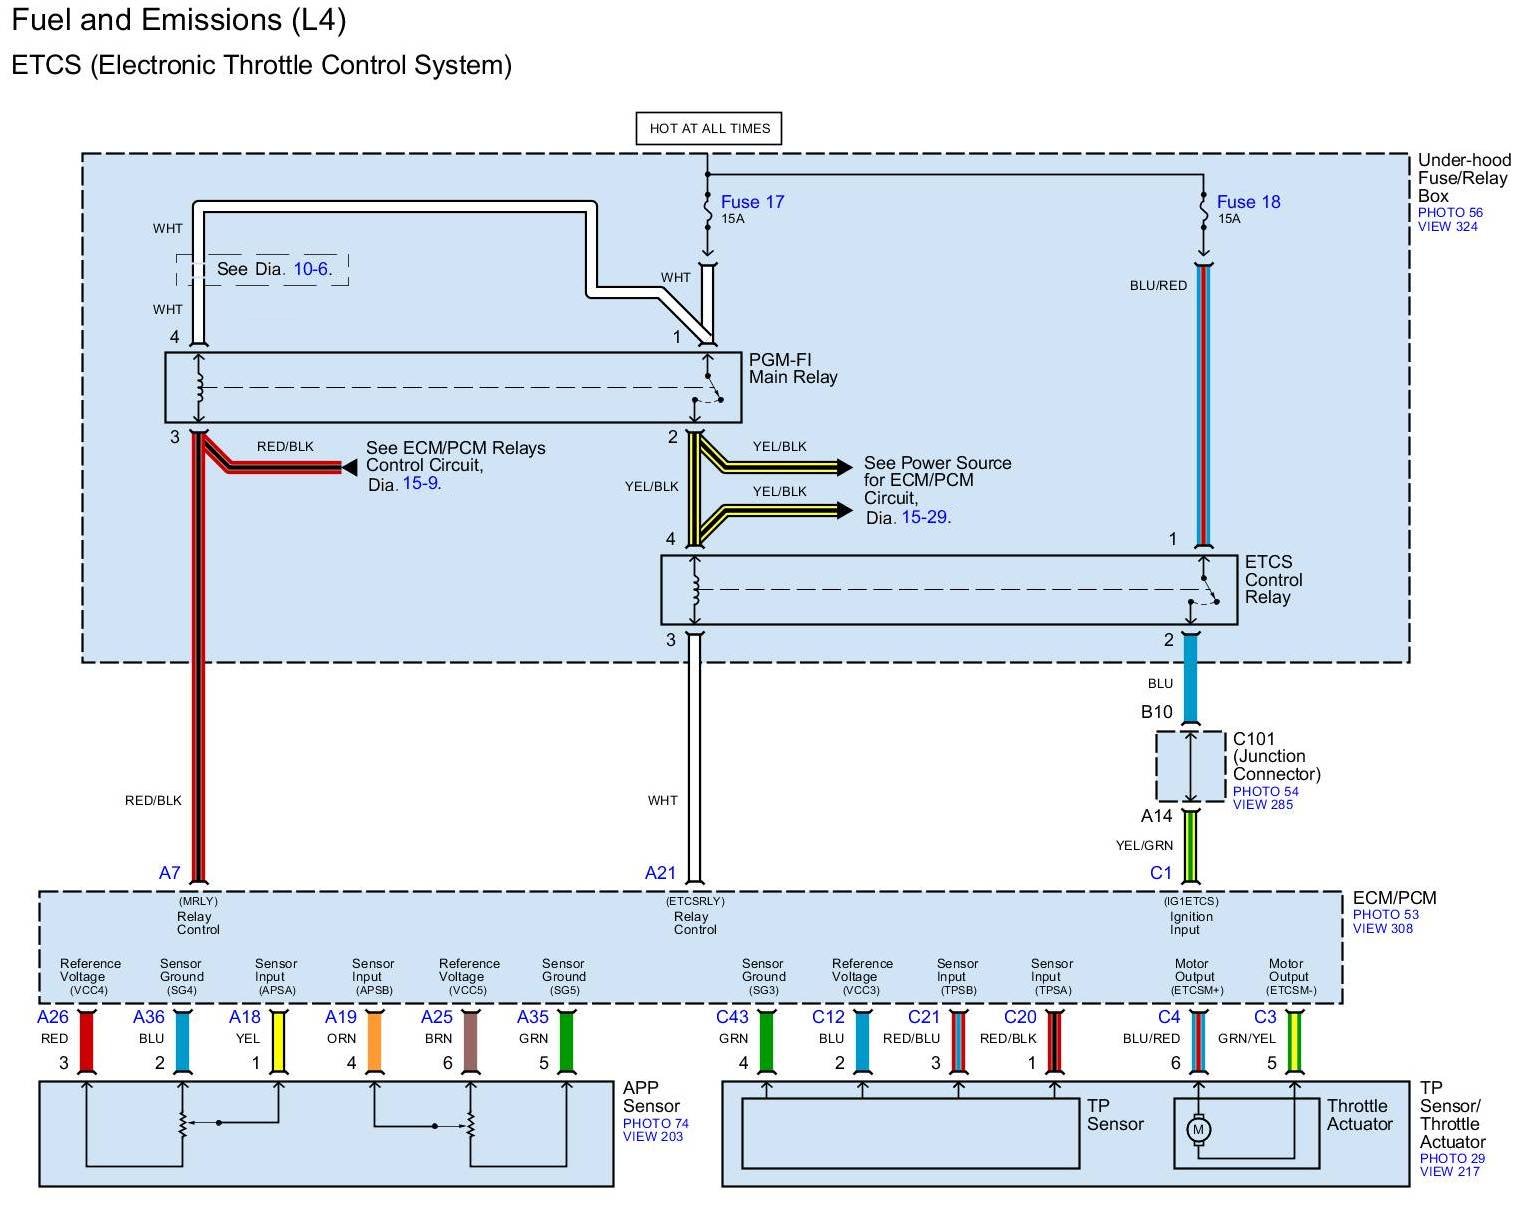 Fuel and Emissions (L4)
ETCS (Electronic Throttle Control System)
HOT AT ALL TIMES
Under-hood
Fuse/Relay
Box
PHOTO 56
VIEW 324
Fuse 17
15A
Fuse 18
15A
WHT
See Dia. 10-6.
WHT
WHT
BLU/RED
4
1
PGM-FI
Main Relay
3
2
RED/BLK
See ECM/PCM Relays
Control Circuit,
Dia. 15-9.
YEL/BLK
YEL/BLK
YEL/BLK
See Power Source
for ECM/PCM
Circuit,
Dia. 15-29.
4
1
ETCS
Control
Relay
3
2
BLU
B10
C101
(Junction
Connector)
PHOTO 54
VIEW 285
RED/BLK
WHT
A14
YEL/GRN
A7
A21
C1
ECM/PCM
PHOTO 53
VIEW 308
(MRLY)
Relay
Control
(ETCSRLY)
Relay
Control
(IG1ETCS)
Ignition
Input
Reference
Voltage
(VCC4)
Sensor
Ground
(SG4)
Sensor
Input
(APSA)
Sensor
Input
(APSB)
Reference
Voltage
(VCC5)
Sensor
Ground
(SG5)
Sensor
Ground
(SG3)
Reference
Voltage
(VCC3)
Sensor
Input
(TPSB)
Sensor
Input
(TPSA)
Motor
Output
(ETCSM+)
Motor
Output
(ETCSM-)
A26 A36 A18 A19 A25 A35 C43 C12 C21 C20 C4 C3
RED BLU YEL ORN BRN GRN GRN BLU RED/BLU RED/BLK BLU/RED GRN/YEL
3 2 1 4 6 5 4 2 3 1 6 5
APP
Sensor
PHOTO 74
VIEW 203
TP
Sensor
M
Throttle
Actuator
TP
Sensor/
Throttle
Actuator
PHOTO 29
VIEW 217